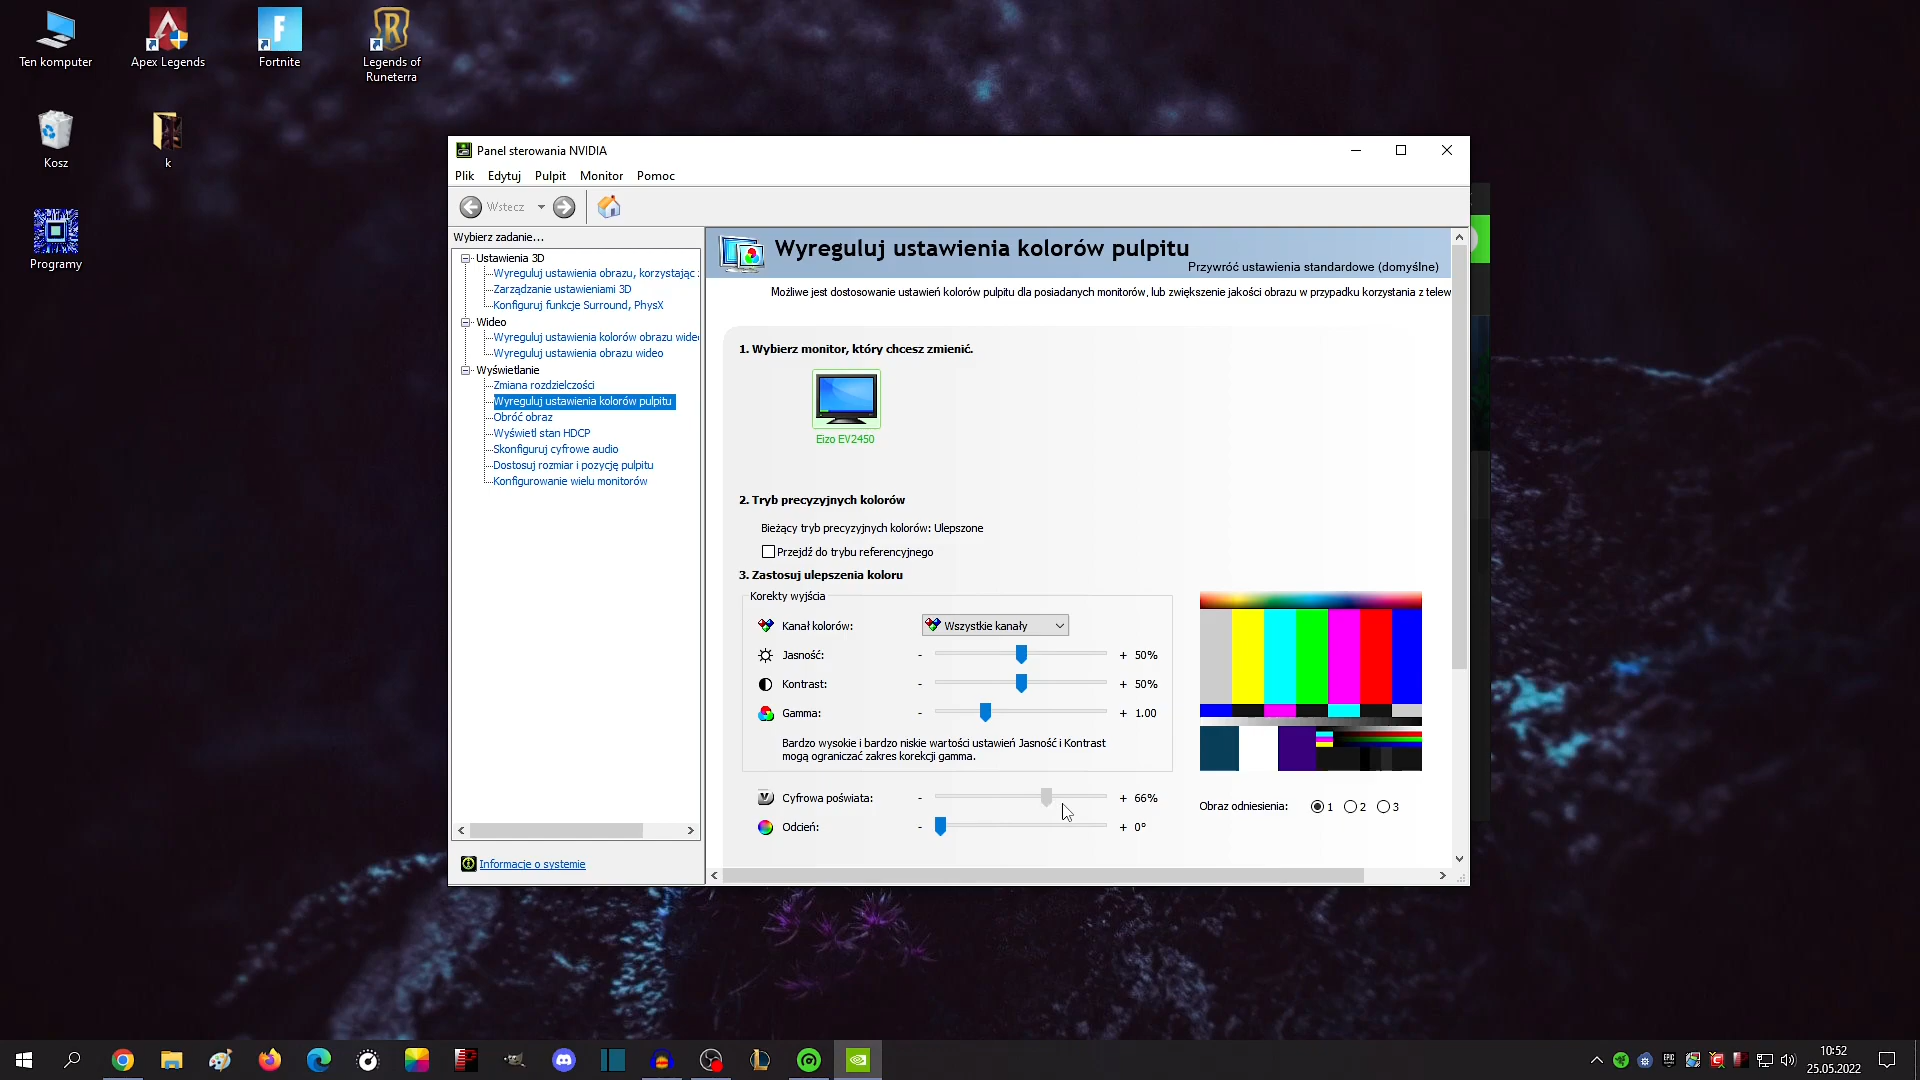 Ten komputer
Apex Legends
Fortnite
Legends of
Runeterra
Kosz
k
Programy
Panel sterowania NVIDIA
Plik Edytuj Pulpit Monitor Pomoc
Wstecz
Wybierz zadanie...
Ustawienia 3D
Wyreguluj ustawienia obrazu, korzystając
Zarządzanie ustawieniami 3D
Konfiguruj funkcje Surround, PhysX
Wideo
Wyreguluj ustawienia kolorów obrazu wide
Wyreguluj ustawienia obrazu wideo
Wyświetlanie
Zmiana rozdzielczości
Wyreguluj ustawienia kolorów pulpitu
Obróć obraz
Wyświetl stan HDCP
Skonfiguruj cyfrowe audio
Dostosuj rozmiar i pozycję pulpitu
Konfigurowanie wielu monitorów
Informacje o systemie
Wyreguluj ustawienia kolorów pulpitu
Przywróć ustawienia standardowe (domyślne)
Możliwe jest dostosowanie ustawień kolorów pulpitu dla posiadanych monitorów, lub zwiększenie jakości obrazu w przypadku korzystania z telew
1. Wybierz monitor, który chcesz zmienić.
Eizo EV2450
2. Tryb precyzyjnych kolorów
Bieżący tryb precyzyjnych kolorów: Ulepszone
Przejdź do trybu referencyjnego
3. Zastosuj ulepszenia koloru
Korekty wyjścia
Kanał kolorów: Wszystkie kanały
Jasność: - + 50%
Kontrast: - + 50%
Gamma: - + 1.00
Bardzo wysokie i bardzo niskie wartości ustawień Jasność i Kontrast
mogą ograniczać zakres korekcji gamma.
Cyfrowa poświata: - + 66%
Odcień: - + 0°
Obraz odniesienia: 1 2 3
10:52
25.05.2022